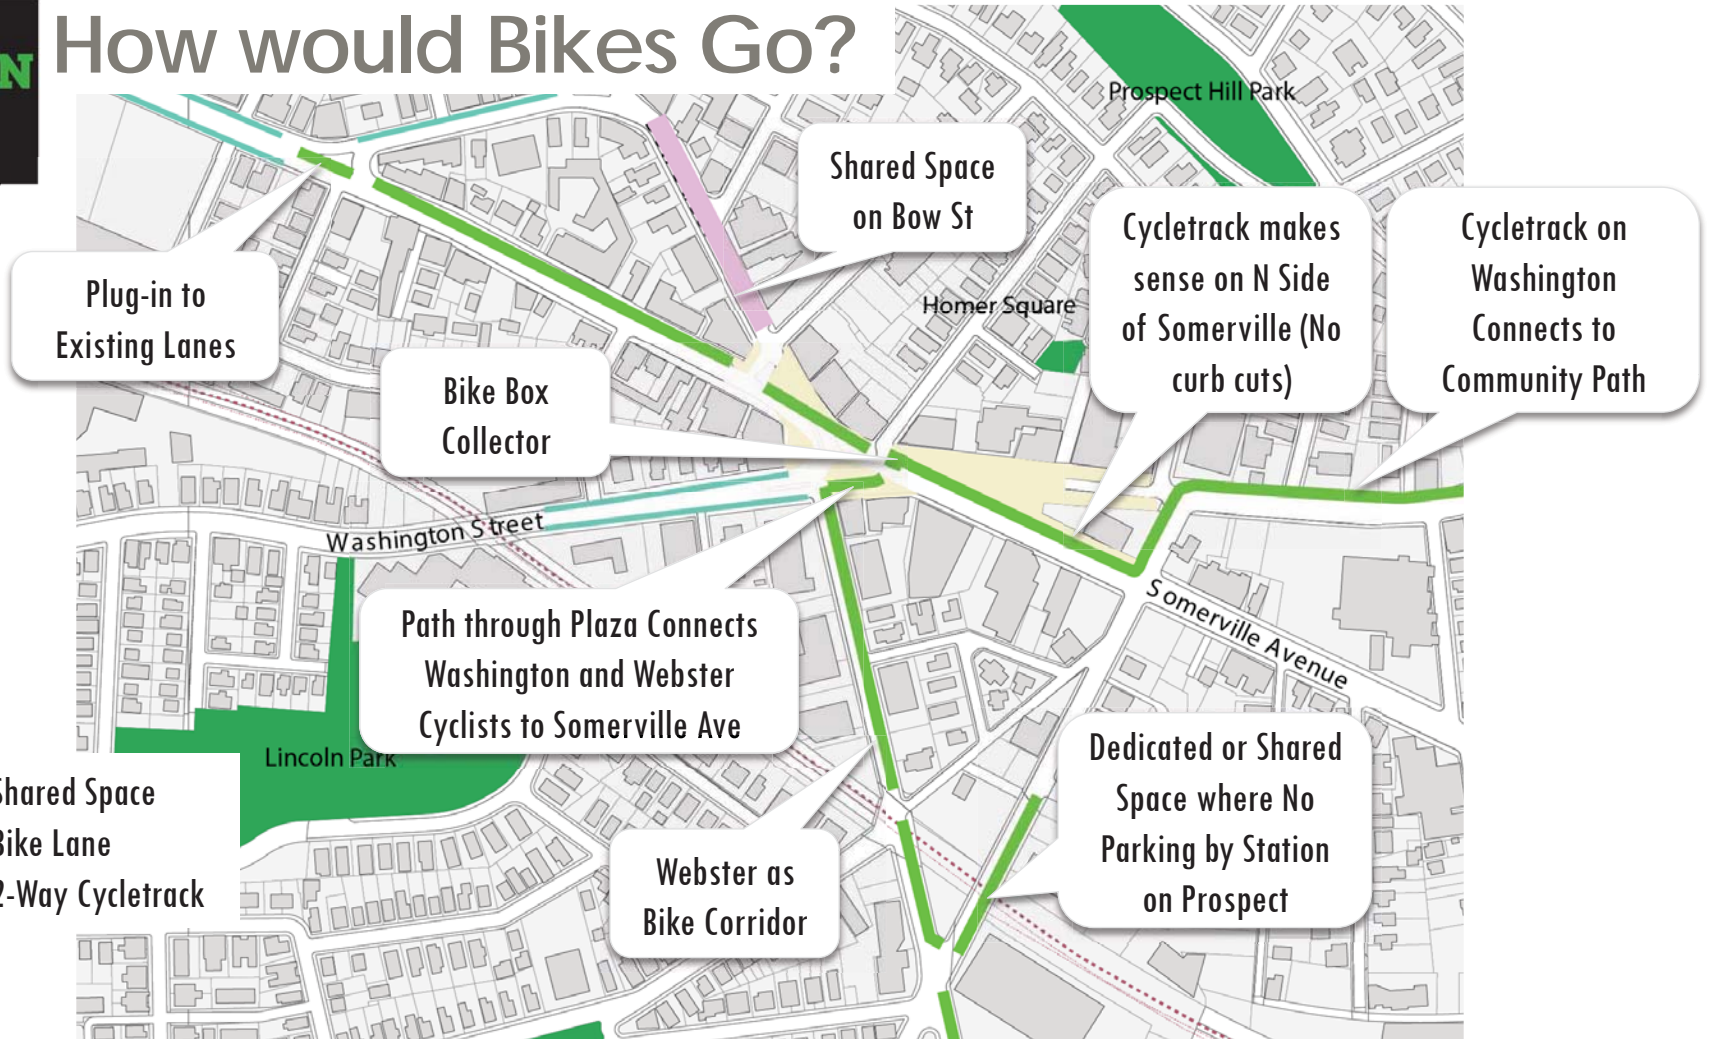 N
How would Bikes Go?
Prospect Hill Park
Shared Space
on Bow St
Cycletrack makes
sense on N Side
of Somerville (No
curb cuts)
Cycletrack on
Washington
Connects to
Community Path
Plug-in to
Existing Lanes
Homer Square
Bike Box
Collector
Washington Street
Somerville Avenue
Path through Plaza Connects
Washington and Webster
Cyclists to Somerville Ave
Lincoln Park
Dedicated or Shared
Space where No
Parking by Station
on Prospect
Webster as
Bike Corridor
Shared Space
Bike Lane
2-Way Cycletrack